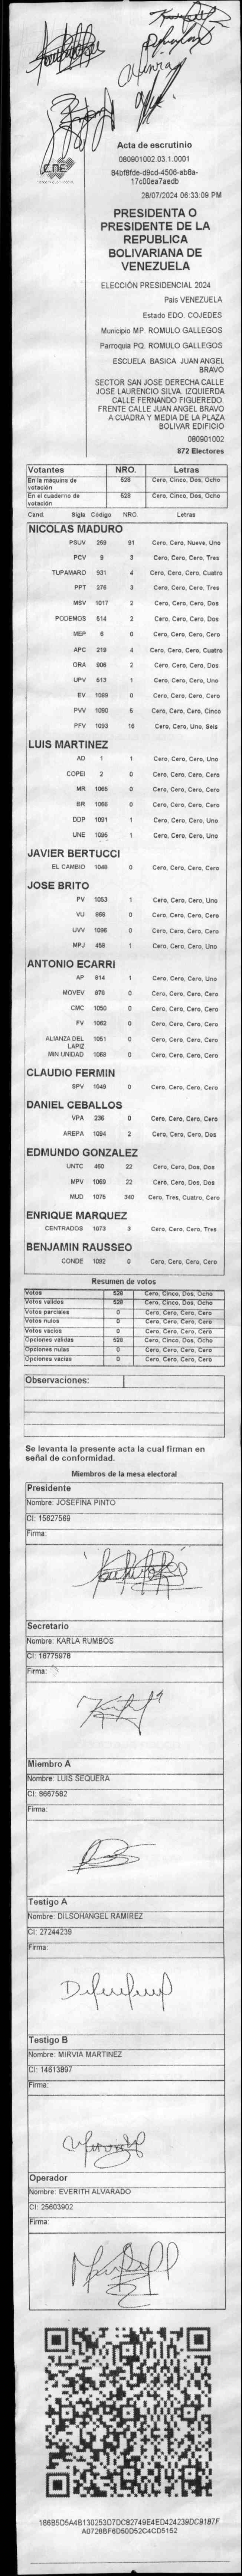 CNE
Acta de escrutinio
080901002.03.1.0001
84bf8fde-d9cd-4506-ab8a-
17c00ea7aedb
28/07/2024 06:33:09 PM
PRESIDENTA O
PRESIDENTE DE LA
REPUBLICA
BOLIVARIANA DE
VENEZUELA
ELECCIÓN PRESIDENCIAL 2024
País VENEZUELA
Estado EDO. COJEDES
Municipio MP. ROMULO GALLEGOS
Parroquia PQ. ROMULO GALLEGOS
ESCUELA BASICA JUAN ANGEL
BRAVO
SECTOR SAN JOSE DERECHA CALLE
JOSE LAURENCIO SILVA. IZQUIERDA
CALLE FERNANDO FIGUEREDO.
FRENTE CALLE JUAN ANGEL BRAVO
A CUADRA Y MEDIA DE LA PLAZA
BOLIVAR EDIFICIO
080901002
872 Electores
Votantes NRO. Letras
En la máquina de votación 528 Cero, Cinco, Dos, Ocho
En el cuaderno de votación 528 Cero, Cinco, Dos, Ocho
Cand. Sigla Código NRO. Letras
NICOLAS MADURO
PSUV 269 91 Cero, Cero, Nueve, Uno
PCV 9 3 Cero, Cero, Cero, Tres
TUPAMARO 931 4 Cero, Cero, Cero, Cuatro
PPT 276 3 Cero, Cero, Cero, Tres
MSV 1017 2 Cero, Cero, Cero, Dos
PODEMOS 514 2 Cero, Cero, Cero, Dos
MEP 6 0 Cero, Cero, Cero, Cero
APC 219 4 Cero, Cero, Cero, Cuatro
ORA 906 2 Cero, Cero, Cero, Dos
UPV 613 1 Cero, Cero, Cero, Uno
EV 1089 0 Cero, Cero, Cero, Cero
PVV 1090 5 Cero, Cero, Cero, Cinco
PFV 1093 16 Cero, Cero, Uno, Seis
LUIS MARTINEZ
AD 1 1 Cero, Cero, Cero, Uno
COPEI 2 0 Cero, Cero, Cero, Cero
MR 1065 0 Cero, Cero, Cero, Cero
BR 1066 0 Cero, Cero, Cero, Cero
DDP 1091 1 Cero, Cero, Cero, Uno
UNE 1095 1 Cero, Cero, Cero, Uno
JAVIER BERTUCCI
EL CAMBIO 1048 0 Cero, Cero, Cero, Cero
JOSE BRITO
PV 1053 1 Cero, Cero, Cero, Uno
VU 968 0 Cero, Cero, Cero, Cero
UVV 1096 0 Cero, Cero, Cero, Cero
MPJ 458 1 Cero, Cero, Cero, Uno
ANTONIO ECARRI
AP 814 1 Cero, Cero, Cero, Uno
MOVEV 878 0 Cero, Cero, Cero, Cero
CMC 1050 0 Cero, Cero, Cero, Cero
FV 1062 0 Cero, Cero, Cero, Cero
ALIANZA DEL LAPIZ 1051 0 Cero, Cero, Cero, Cero
MIN UNIDAD 1068 0 Cero, Cero, Cero, Cero
CLAUDIO FERMIN
SPV 1049 0 Cero, Cero, Cero, Cero
DANIEL CEBALLOS
VPA 236 0 Cero, Cero, Cero, Cero
AREPA 1094 2 Cero, Cero, Cero, Dos
EDMUNDO GONZALEZ
UNTC 460 22 Cero, Cero, Dos, Dos
MPV 1069 22 Cero, Cero, Dos, Dos
MUD 1075 340 Cero, Tres, Cuatro, Cero
ENRIQUE MARQUEZ
CENTRADOS 1073 3 Cero, Cero, Cero, Tres
BENJAMIN RAUSSEO
CONDE 1092 0 Cero, Cero, Cero, Cero
Resumen de votos
Votos 528 Cero, Cinco, Dos, Ocho
Votos validos 528 Cero, Cinco, Dos, Ocho
Votos parciales 0 Cero, Cero, Cero, Cero
Votos nulos 0 Cero, Cero, Cero, Cero
Votos vacios 0 Cero, Cero, Cero, Cero
Opciones validas 528 Cero, Cinco, Dos, Ocho
Opciones nulas 0 Cero, Cero, Cero, Cero
Opciones vacias 0 Cero, Cero, Cero, Cero
Observaciones:
Se levanta la presente acta la cual firman en
señal de conformidad.
Miembros de la mesa electoral
Presidente
Nombre: JOSEFINA PINTO
CI: 15627569
Firma:
Secretario
Nombre: KARLA RUMBOS
CI: 16775978
Firma:
Miembro A
Nombre: LUIS SEQUERA
CI: 8667582
Firma:
Testigo A
Nombre: DILSOHANGEL RAMIREZ
CI: 27244239
Firma:
Testigo B
Nombre: MIRVIA MARTINEZ
CI: 14613897
Firma:
Operador
Nombre: EVERITH ALVARADO
CI: 25603902
Firma:
186B5D5A4B130253D7DC82749E4ED424239DC9187F
A0728BF6D50D52C4CD5152